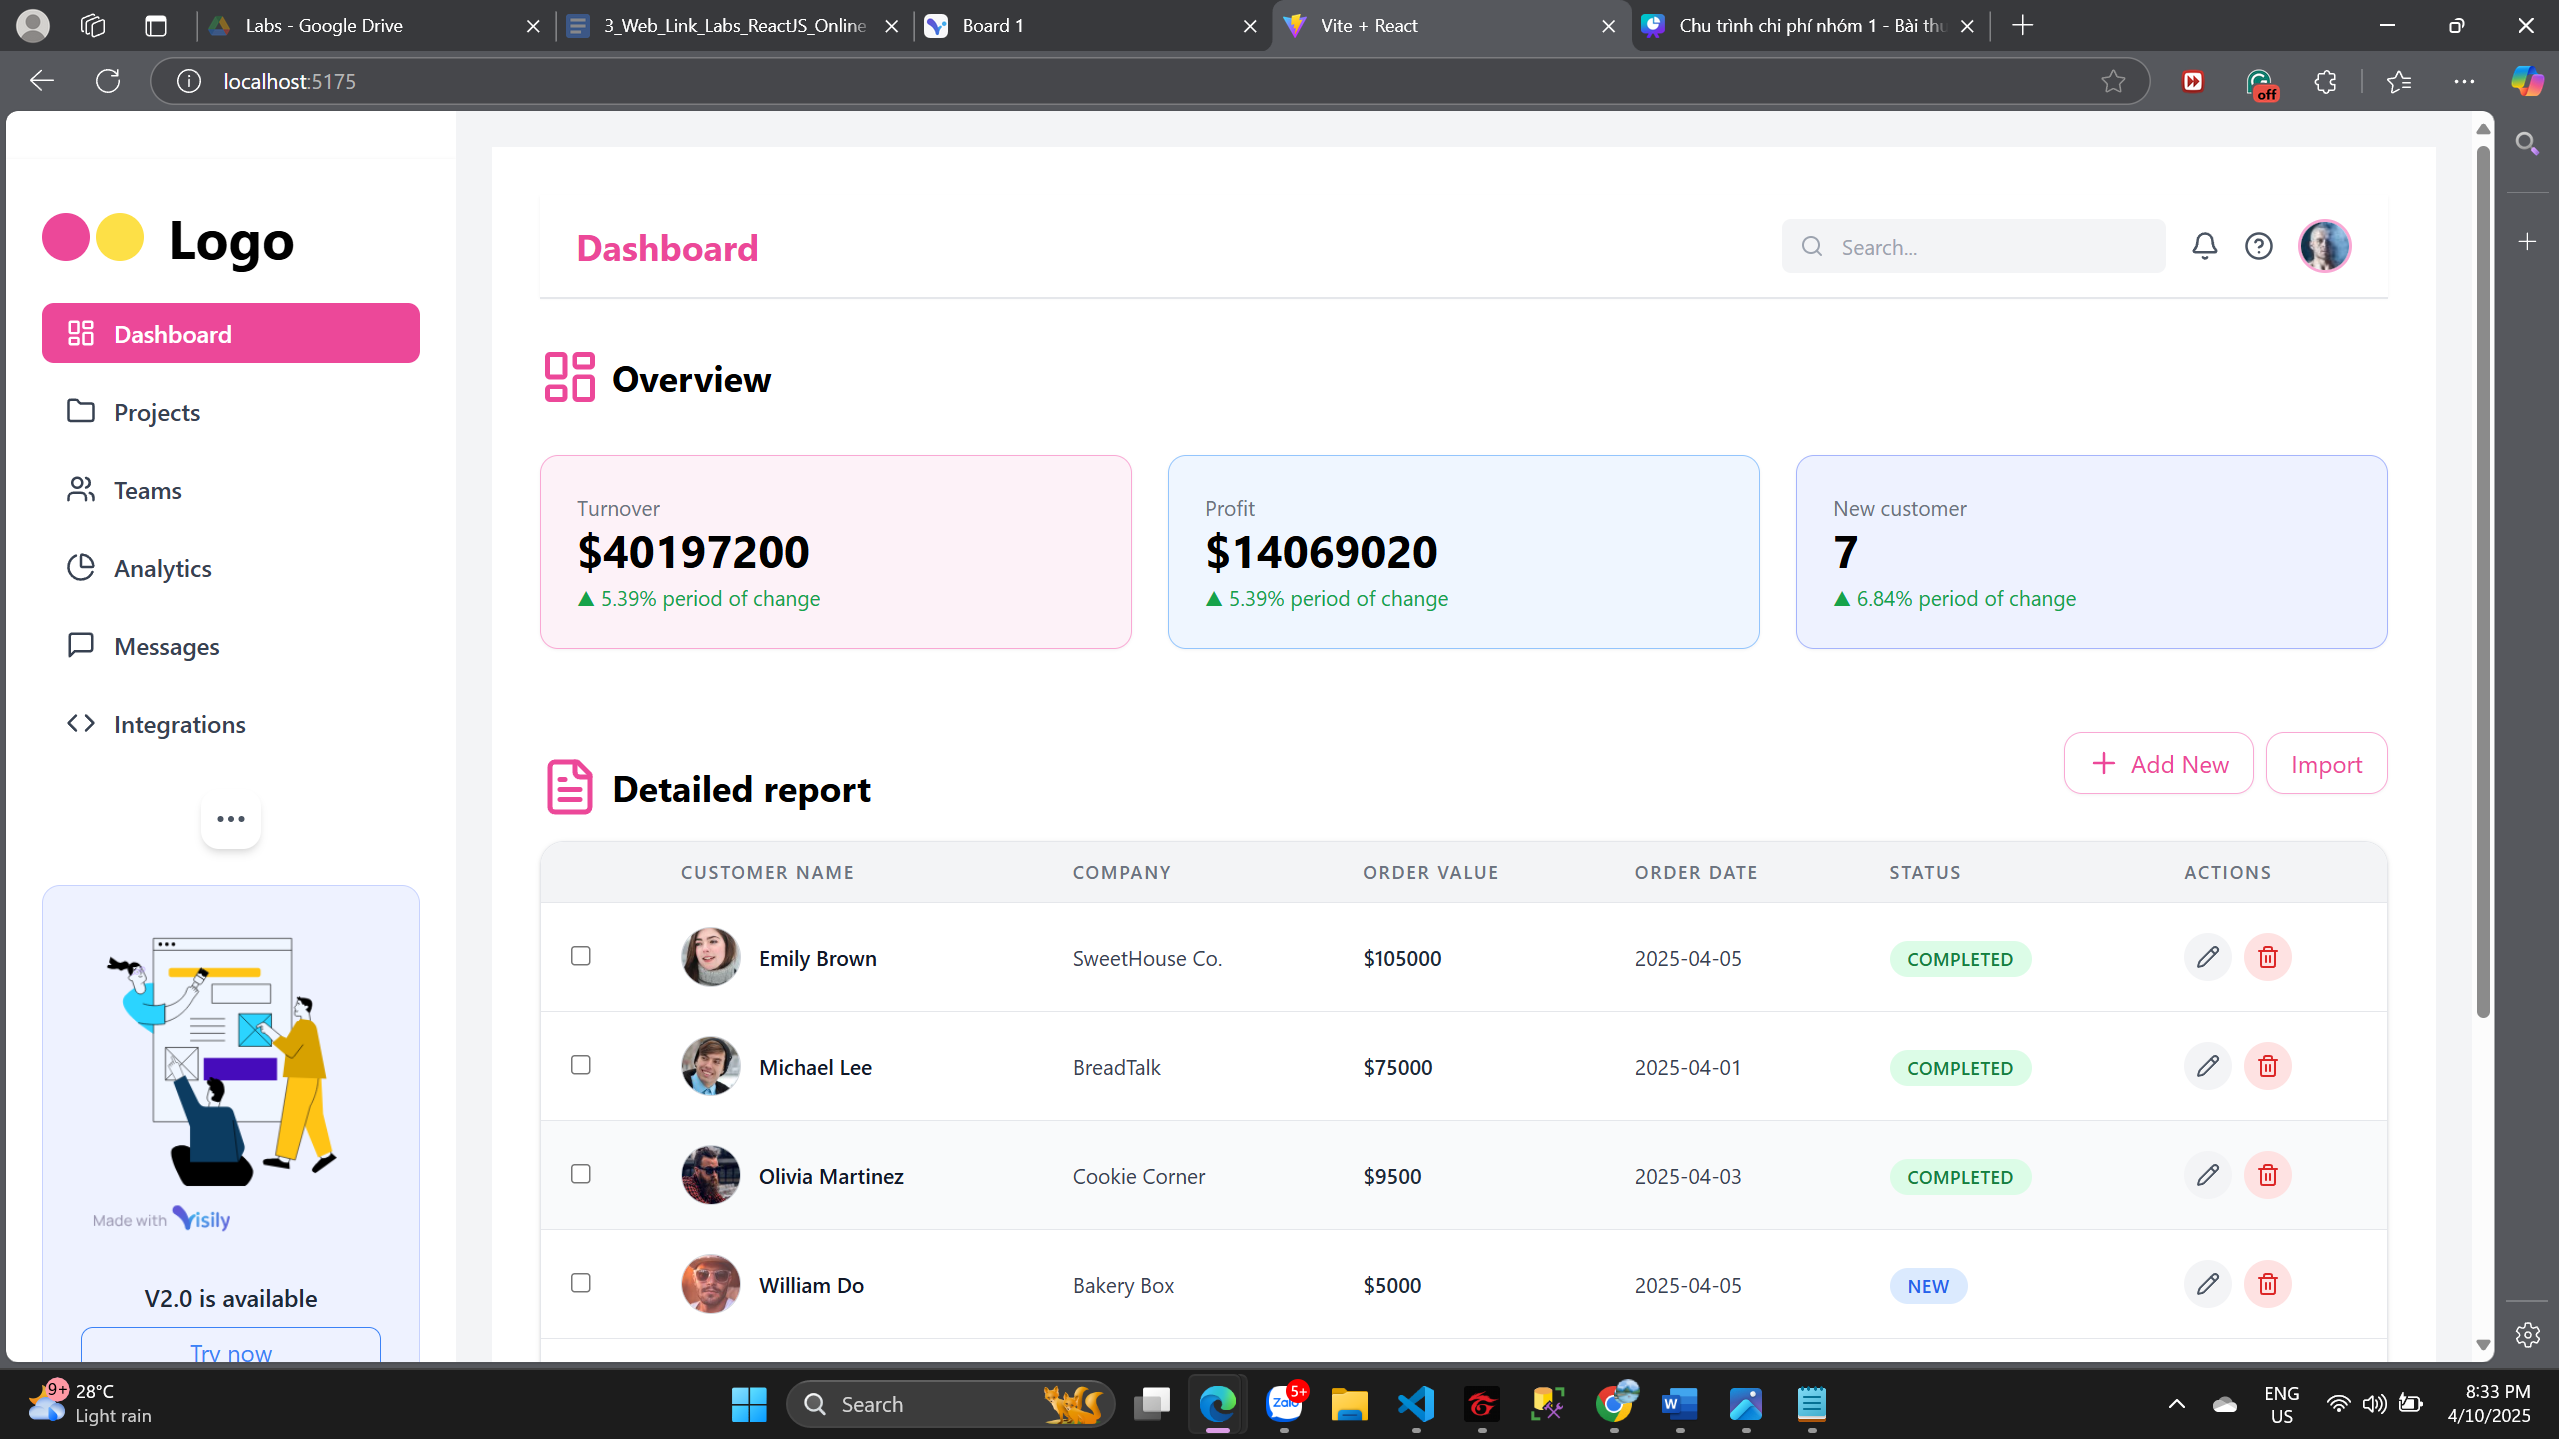 Labs - Google Drive
3_Web_Link_Labs_ReactJS_Online
Board 1
Vite + React
Chu trình chi phí nhóm 1 - Bài thu
localhost:5175
off
Logo
Dashboard
Projects
Teams
Analytics
Messages
Integrations
Made with Visily
V2.0 is available
Try now
Dashboard
Search...
Overview
Turnover
$40197200
▲ 5.39% period of change
Profit
$14069020
▲ 5.39% period of change
New customer
7
▲ 6.84% period of change
Detailed report
Add New
Import
CUSTOMER NAME COMPANY ORDER VALUE ORDER DATE STATUS ACTIONS
Emily Brown SweetHouse Co. $105000 2025-04-05 COMPLETED
Michael Lee BreadTalk $75000 2025-04-01 COMPLETED
Olivia Martinez Cookie Corner $9500 2025-04-03 COMPLETED
William Do Bakery Box $5000 2025-04-05 NEW
9+
28°C
Light rain
Search
Zalo
5+
W
ENG
US
8:33 PM
4/10/2025